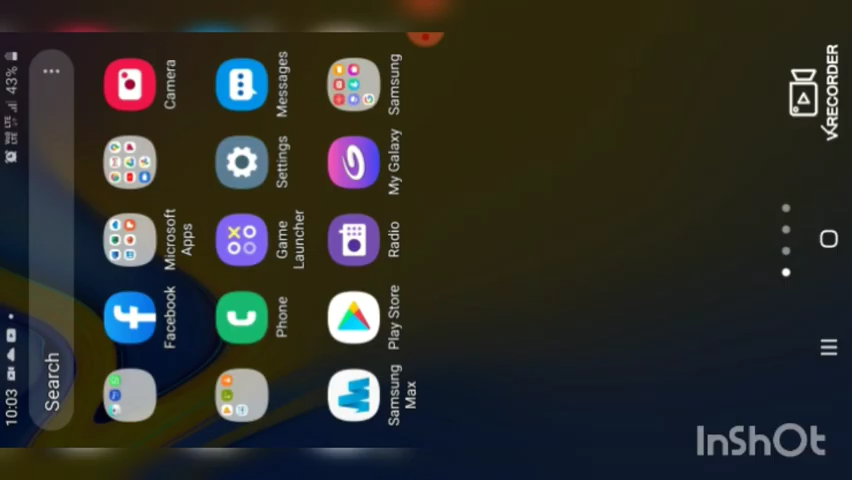 10:03
43%
Search
Facebook
Microsoft
Apps
Camera
Phone
Game
Launcher
Settings
Messages
Samsung
Max
Play Store
Radio
My Galaxy
Samsung
VRECORDER
InShOt